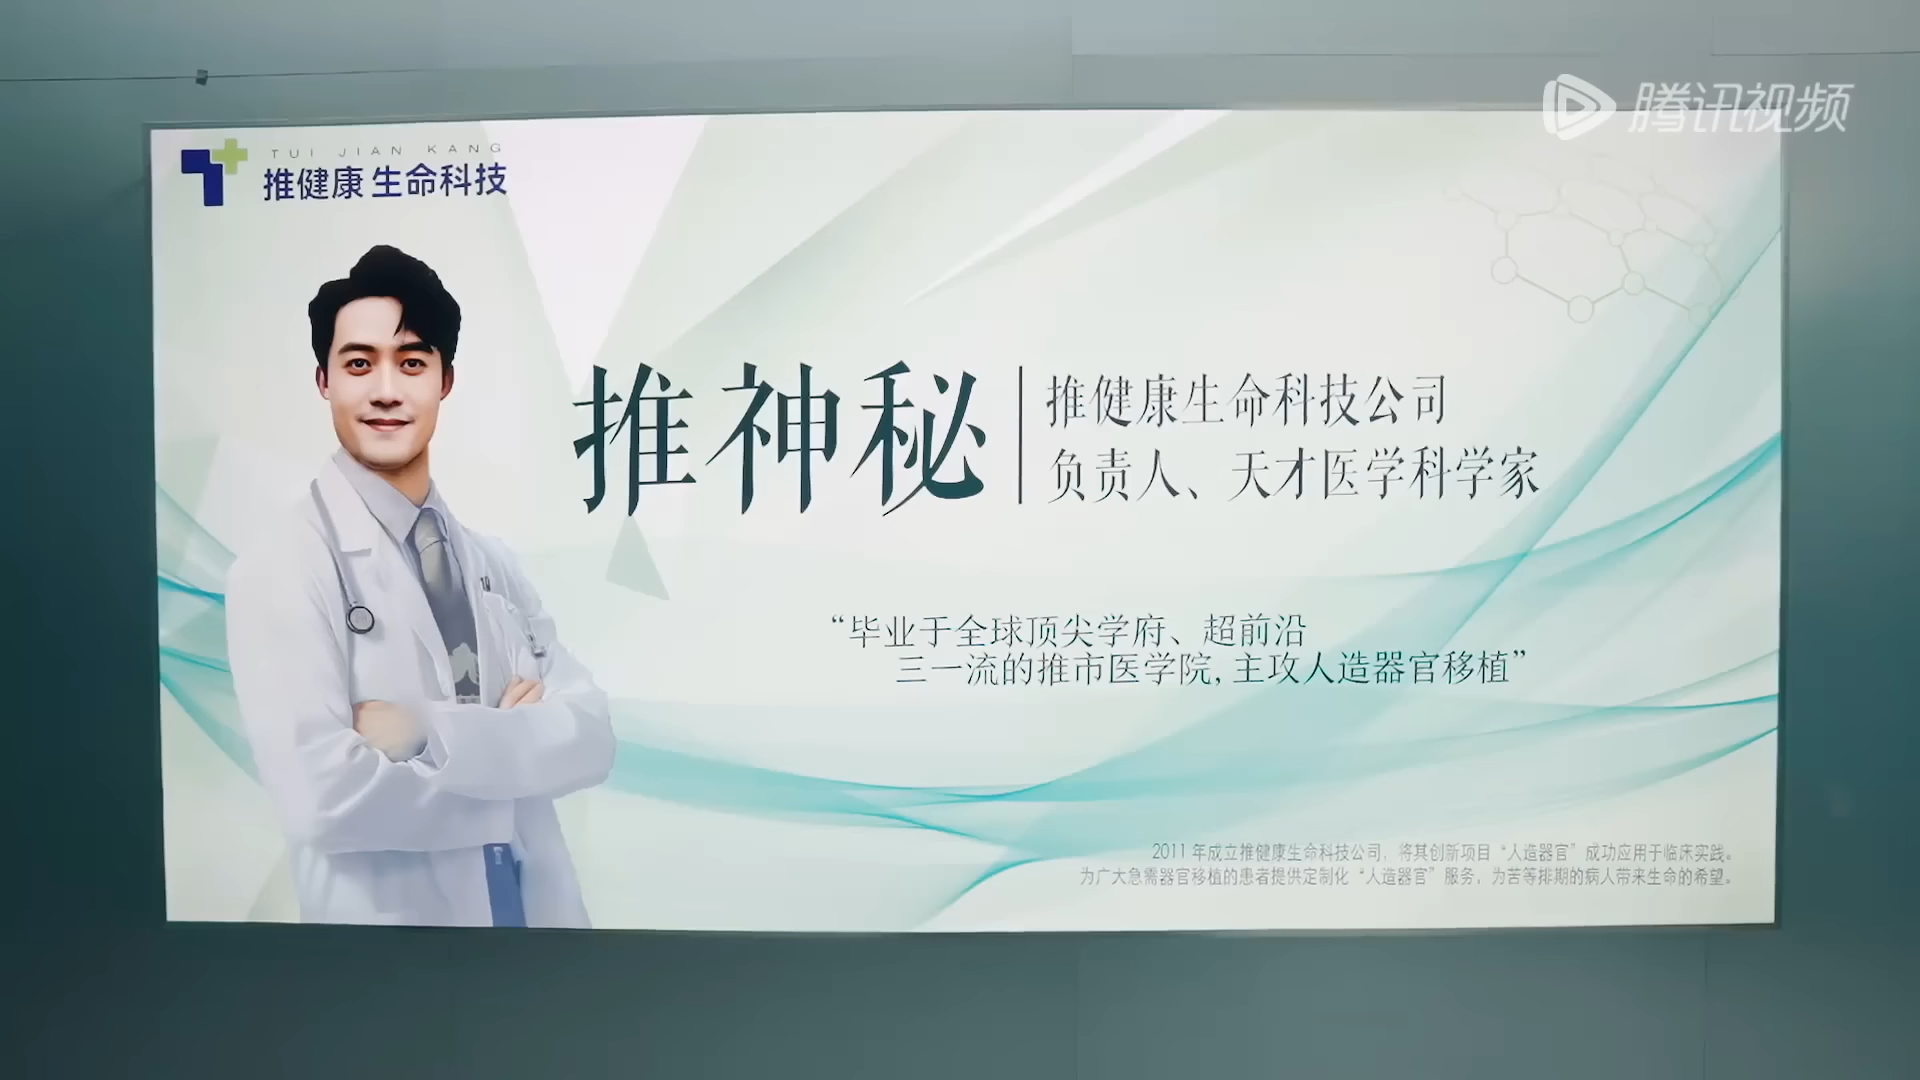 腾讯视频
TUI JIAN KANG
推健康 生命科技
推神秘
推健康生命科技公司
负责人、天才医学科学家
“毕业于全球顶尖学府、超前沿
三一流的推市医学院,主攻人造器官移植”
2011年成立推健康生命科技公司，将其创新项目“人造器官”成功应用于临床实践。
为广大急需器官移植的患者提供定制化“人造器官”服务，为苦等排期的病人带来生命的希望。